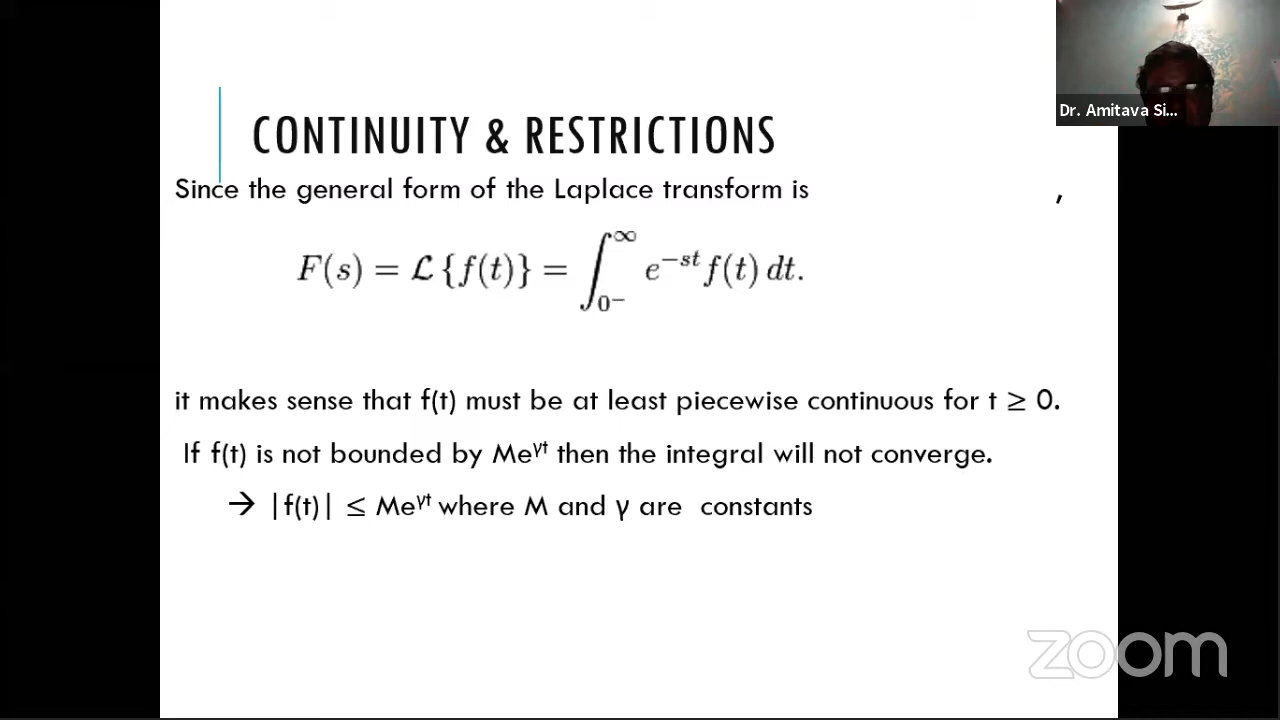 Dr. Amitava Si...
CONTINUITY & RESTRICTIONS
Since the general form of the Laplace transform is ,
F(s) = ℒ{f(t)} = ∫₀₋^∞ e^{-st} f(t) dt.
it makes sense that f(t) must be at least piecewise continuous for t ≥ 0.
If f(t) is not bounded by Me^{γt} then the integral will not converge.
→ |f(t)| ≤ Me^{γt} where M and γ are constants
zoom